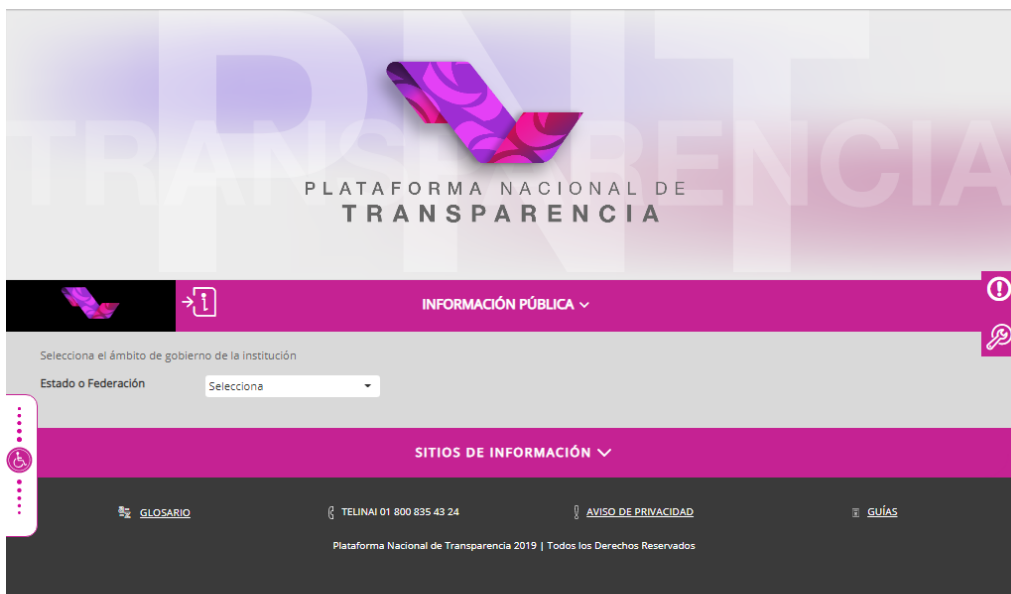 PNT
TRANSPARENCIA
PLATAFORMA NACIONAL DE
TRANSPARENCIA
INFORMACIÓN PÚBLICA
Selecciona el ámbito de gobierno de la institución
Estado o Federación
Selecciona
SITIOS DE INFORMACIÓN
GLOSARIO
TELINAI 01 800 835 43 24
AVISO DE PRIVACIDAD
GUÍAS
Plataforma Nacional de Transparencia 2019 | Todos los Derechos Reservados